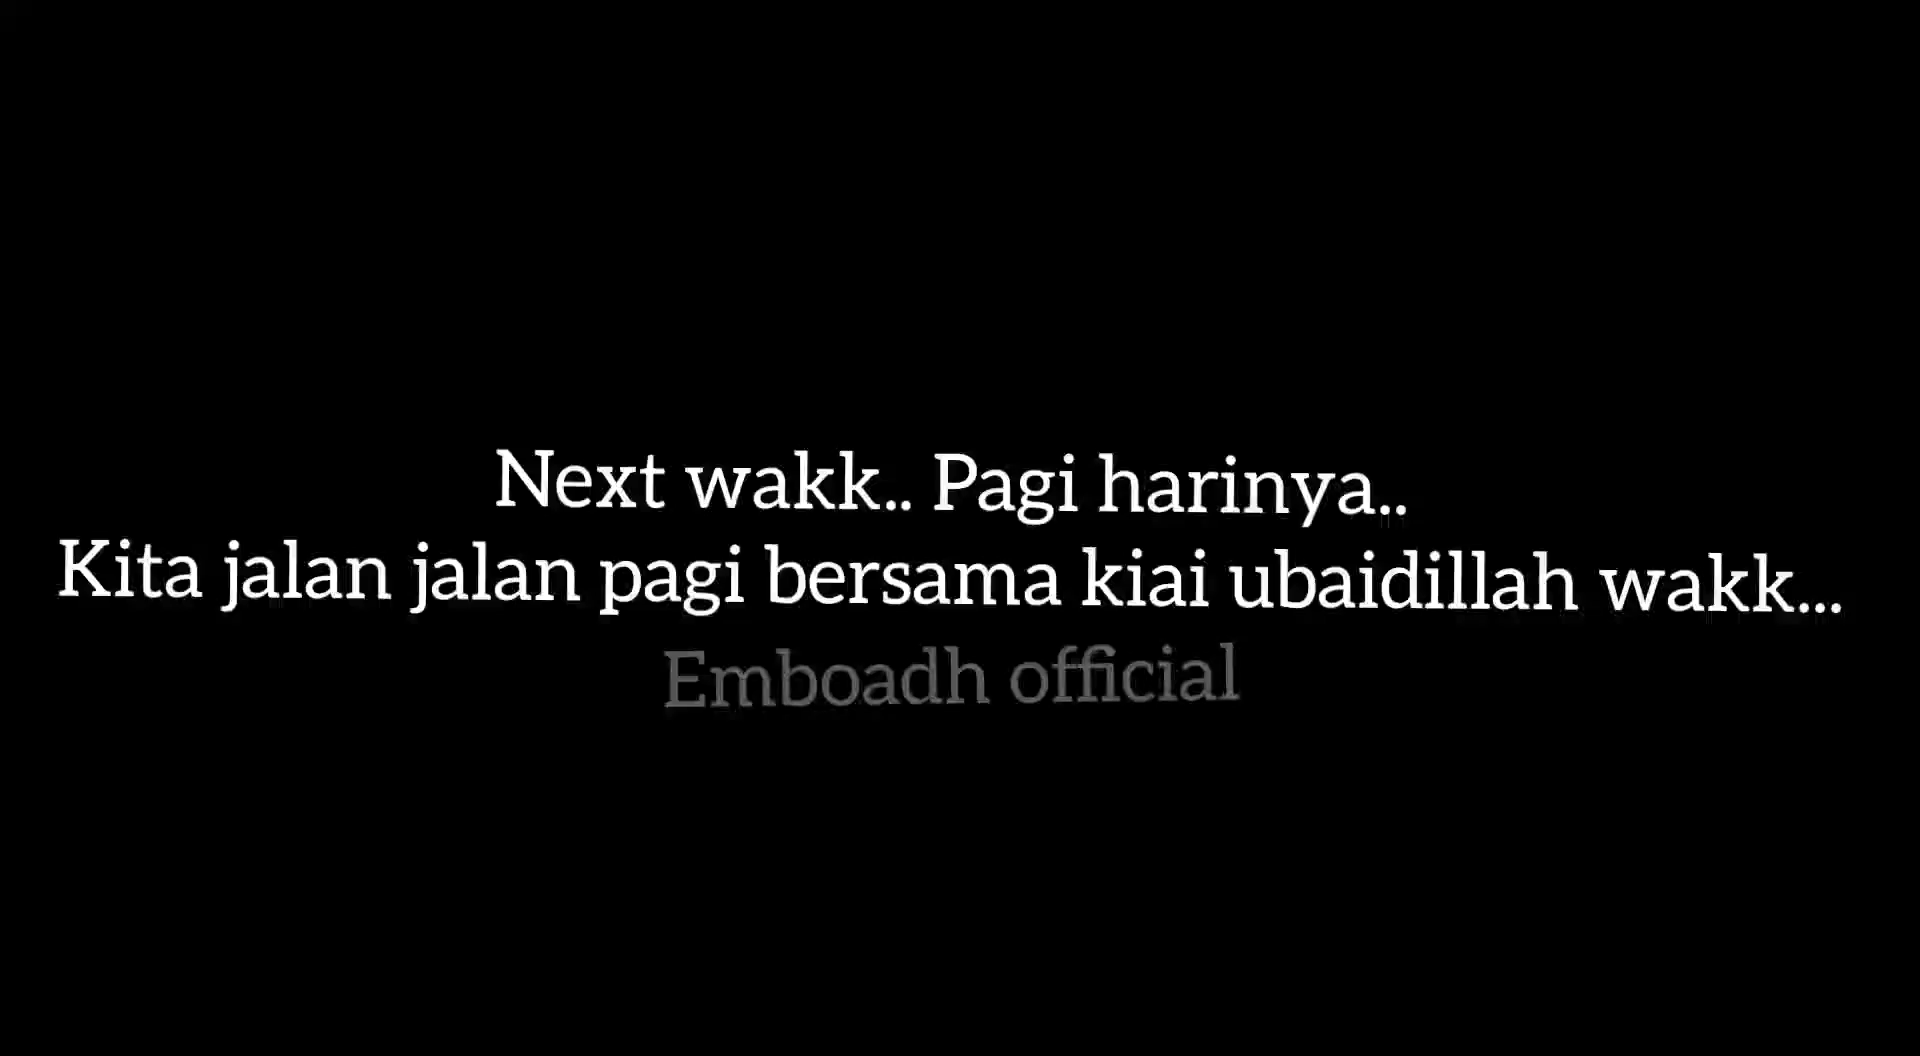 Next wakk.. Pagi harinya..
Kita jalan jalan pagi bersama kiai ubaidillah wakk...
Emboadh official